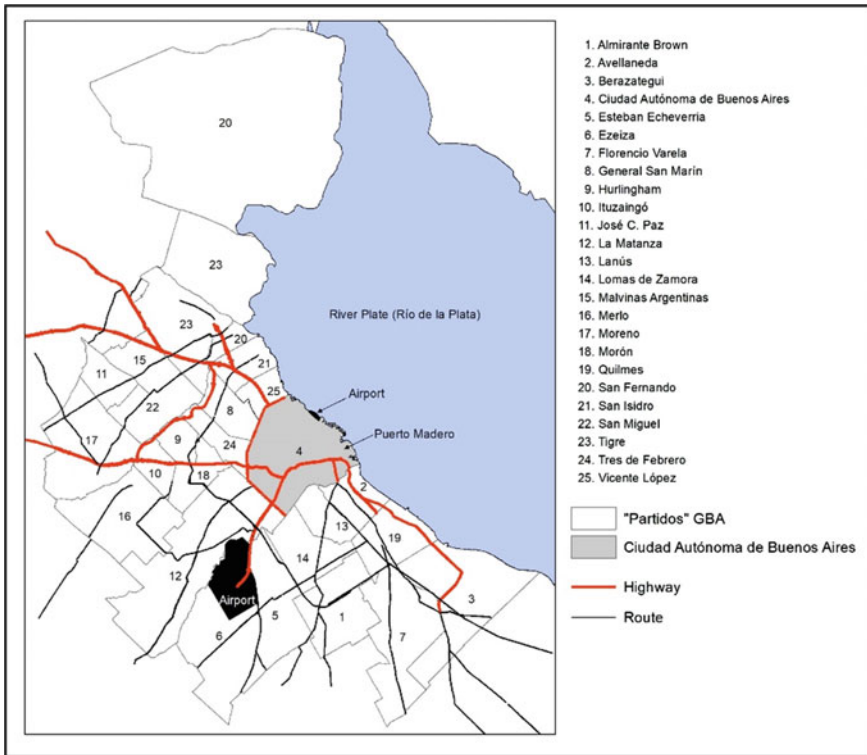 20
23
River Plate (Río de la Plata)
23
20
15
21
11
Airport
25
22
8
Puerto Madero
17
9
24
4
10
18
2
16
13
19
12
14
Airport
3
5
1
6
7
1. Almirante Brown
2. Avellaneda
3. Berazategui
4. Ciudad Autónoma de Buenos Aires
5. Esteban Echeverria
6. Ezeiza
7. Florencio Varela
8. General San Marín
9. Hurlingham
10. Ituzaingó
11. José C. Paz
12. La Matanza
13. Lanús
14. Lomas de Zamora
15. Malvinas Argentinas
16. Merlo
17. Moreno
18. Morón
19. Quilmes
20. San Fernando
21. San Isidro
22. San Miguel
23. Tigre
24. Tres de Febrero
25. Vicente López
"Partidos" GBA
Ciudad Autónoma de Buenos Aires
Highway
Route